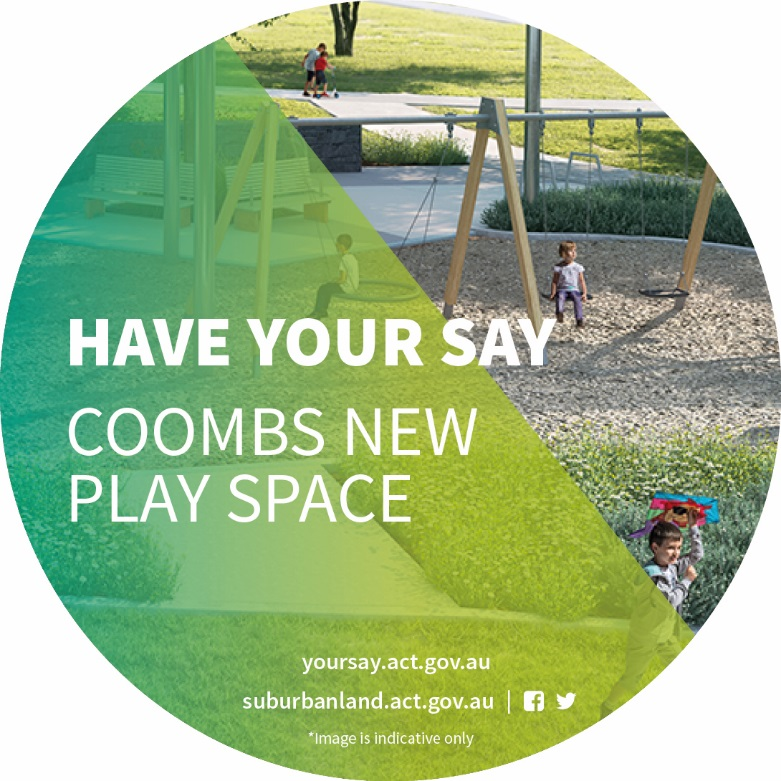 HAVE YOUR SAY
COOMBS NEW
PLAY SPACE
yoursay.act.gov.au
suburbanland.act.gov.au |
*Image is indicative only